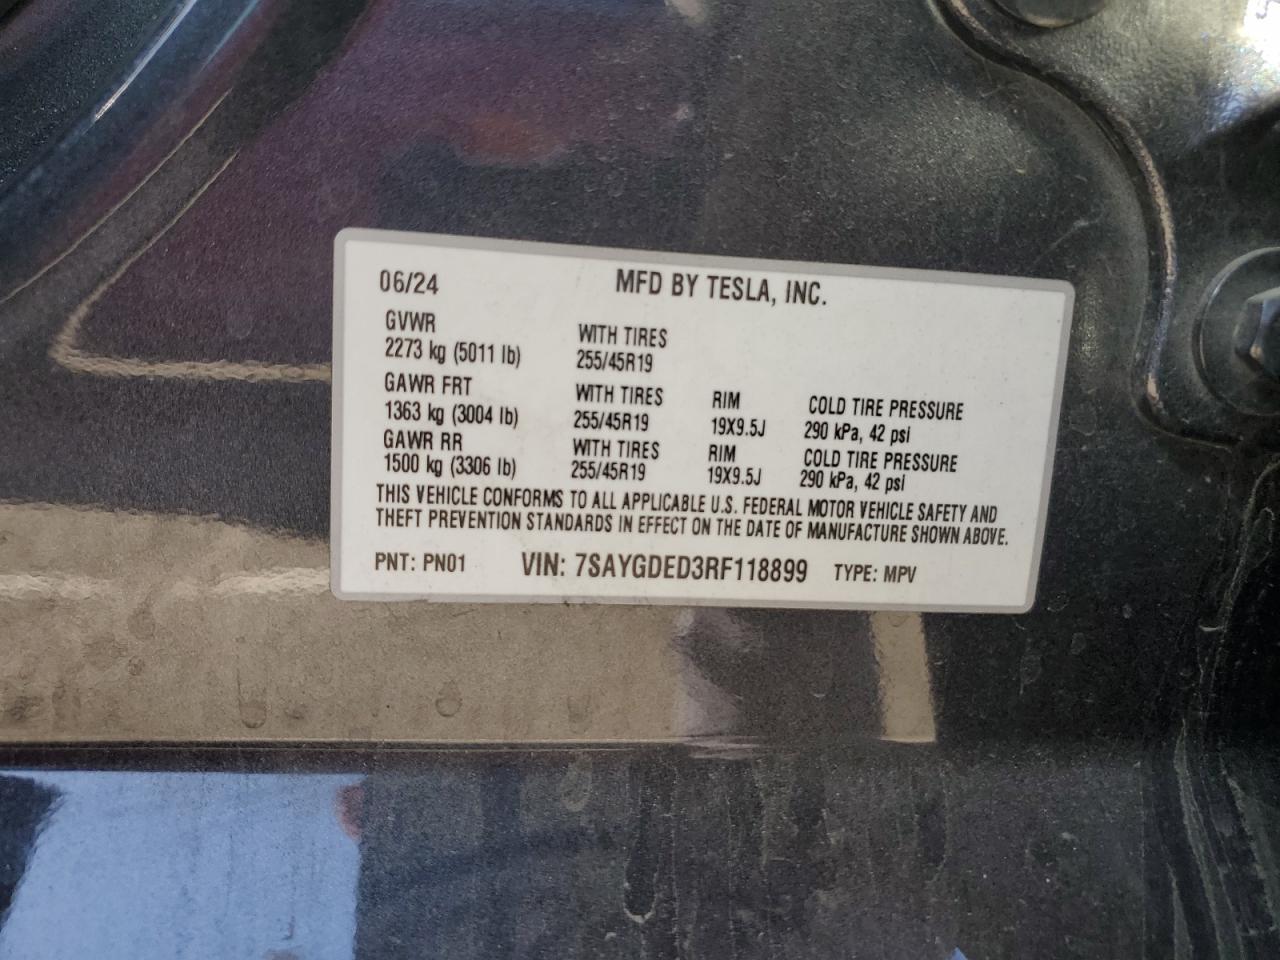 06/24 MFD BY TESLA, INC.
GVWR WITH TIRES
2273 kg (5011 lb) 255/45R19
GAWR FRT WITH TIRES RIM COLD TIRE PRESSURE
1363 kg (3004 lb) 255/45R19 19X9.5J 290 kPa, 42 psi
GAWR RR WITH TIRES RIM COLD TIRE PRESSURE
1500 kg (3306 lb) 255/45R19 19X9.5J 290 kPa, 42 psi
THIS VEHICLE CONFORMS TO ALL APPLICABLE U.S. FEDERAL MOTOR VEHICLE SAFETY AND
THEFT PREVENTION STANDARDS IN EFFECT ON THE DATE OF MANUFACTURE SHOWN ABOVE.
PNT: PN01 VIN: 7SAYGDED3RF118899 TYPE: MPV